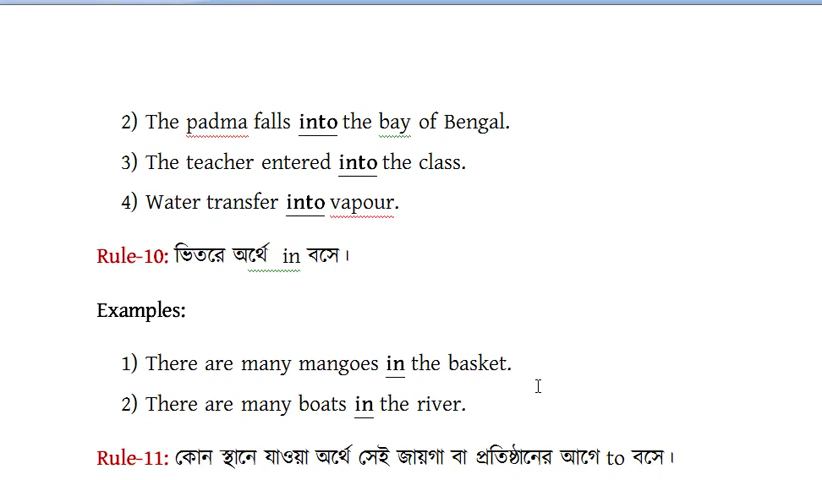 2) The padma falls into the bay of Bengal.
3) The teacher entered into the class.
4) Water transfer into vapour.
Rule-10: ভিতরে অর্থে in বসে।
Examples:
1) There are many mangoes in the basket.
2) There are many boats in the river.
Rule-11: কোন স্থানে যাওয়া অর্থে সেই জায়গা বা প্রতিষ্ঠানের আগে to বসে।